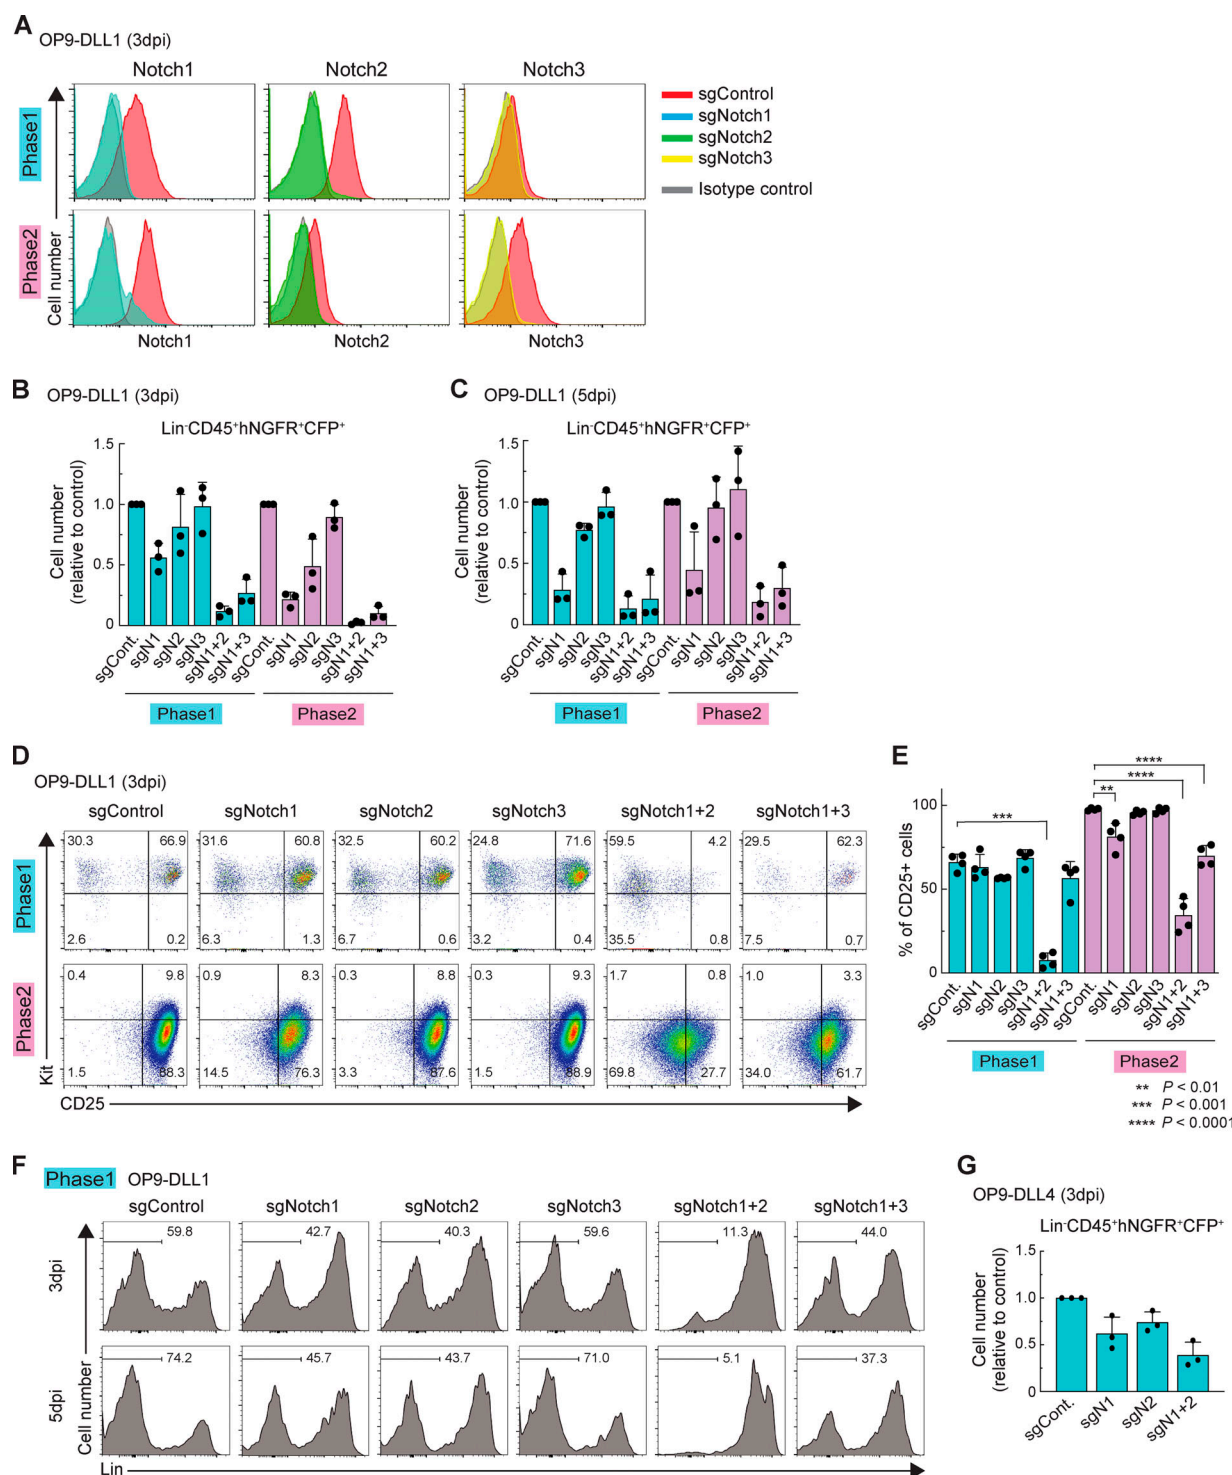 A
OP9-DLL1 (3dpi)
Notch1 Notch2 Notch3
Phase1
Phase2
Cell number
sgControl
sgNotch1
sgNotch2
sgNotch3
Isotype control
Notch1 Notch2 Notch3
B
OP9-DLL1 (3dpi)
Lin-CD45+hNGFR+CFP+
Cell number
(relative to control)
1.5
1.0
0.5
0
sgCont. sgN1 sgN2 sgN3 sgN1+2 sgN1+3 sgCont. sgN1 sgN2 sgN3 sgN1+2 sgN1+3
Phase1 Phase2
C
OP9-DLL1 (5dpi)
Lin-CD45+hNGFR+CFP+
Cell number
(relative to control)
1.5
1.0
0.5
0
sgCont. sgN1 sgN2 sgN3 sgN1+2 sgN1+3 sgCont. sgN1 sgN2 sgN3 sgN1+2 sgN1+3
Phase1 Phase2
D
OP9-DLL1 (3dpi)
sgControl sgNotch1 sgNotch2 sgNotch3 sgNotch1+2 sgNotch1+3
Phase1
30.3 66.9 31.6 60.8 32.5 60.2 24.8 71.6 59.5 4.2 29.5 62.3
2.6 0.2 6.3 1.3 6.7 0.6 3.2 0.4 35.5 0.8 7.5 0.7
Phase2
0.4 9.8 0.9 8.3 0.3 8.8 0.3 9.3 1.7 0.8 1.0 3.3
1.5 88.3 14.5 76.3 3.3 87.6 1.5 88.9 69.8 27.7 34.0 61.7
Kit
CD25
E
% of CD25+ cells
100
50
0
***
**
****
****
sgCont. sgN1 sgN2 sgN3 sgN1+2 sgN1+3 sgCont. sgN1 sgN2 sgN3 sgN1+2 sgN1+3
Phase1 Phase2
** P < 0.01
*** P < 0.001
**** P < 0.0001
F
Phase1 OP9-DLL1
sgControl sgNotch1 sgNotch2 sgNotch3 sgNotch1+2 sgNotch1+3
3dpi
59.8 42.7 40.3 59.6 11.3 44.0
5dpi
74.2 45.7 43.7 71.0 5.1 37.3
Cell number
Lin
G
OP9-DLL4 (3dpi)
Lin-CD45+hNGFR+CFP+
Cell number
(relative to control)
1.5
1.0
0.5
0
sgCont. sgN1 sgN2 sgN1+2